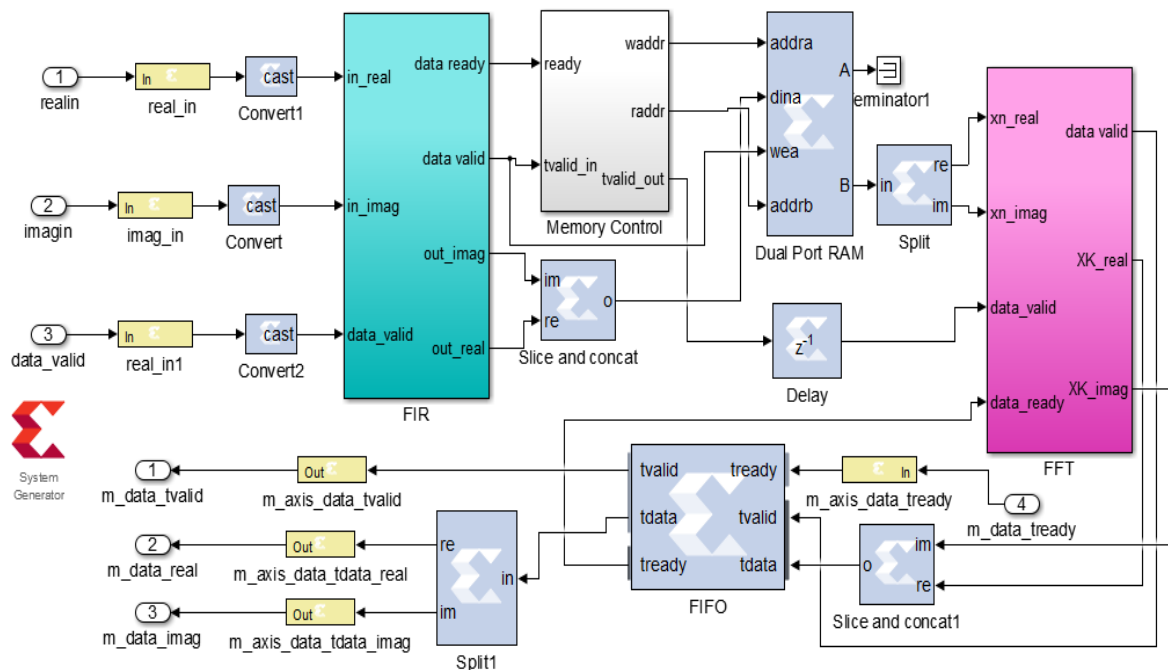 1
realin
In
real_in
cast
Convert1
2
imagin
In
imag_in
cast
Convert
3
data_valid
In
real_in1
cast
Convert2
in_real
in_imag
data_valid
data ready
data valid
out_imag
out_real
FIR
ready
tvalid_in
waddr
raddr
tvalid_out
Memory Control
im
re
o
Slice and concat
addra
dina
wea
addrb
A
B
Dual Port RAM
erminator1
in
re
im
Split
z-1
Delay
xn_real
xn_imag
data_valid
data_ready
data valid
XK_real
XK_imag
FFT
System
Generator
1
m_data_tvalid
Out
m_axis_data_tvalid
2
m_data_real
Out
m_axis_data_tdata_real
3
m_data_imag
Out
m_axis_data_tdata_imag
re
im
in
Split1
tvalid
tdata
tready
tready
tvalid
tdata
FIFO
In
m_axis_data_tready
4
m_data_tready
im
re
o
Slice and concat1